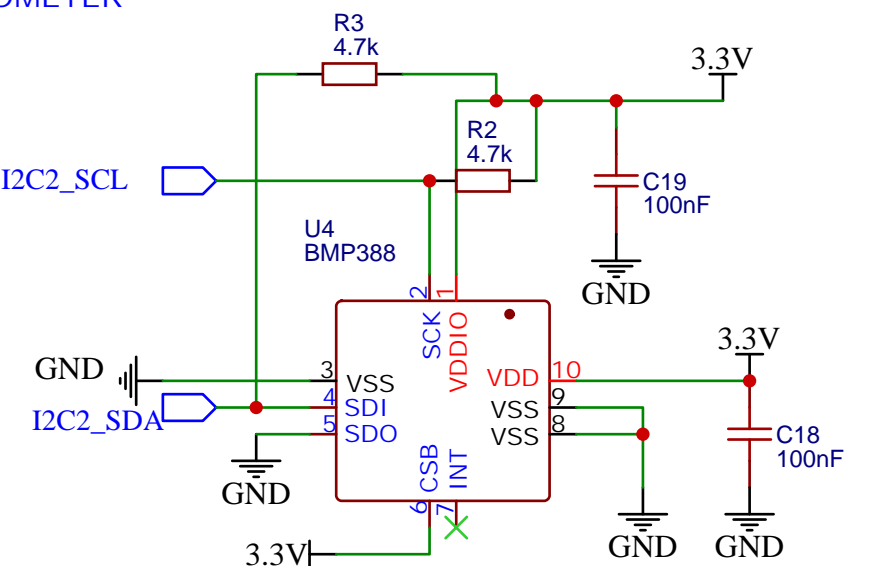 R3
4.7k
3.3V
R2
4.7k
I2C2_SCL
C19
100nF
U4
BMP388
GND
2
1
SCK
VDDIO
3.3V
GND
3
VSS
VDD
10
I2C2_SDA
4
SDI
VSS
9
5
SDO
VSS
8
C18
100nF
GND
CSB
INT
6
7
3.3V
GND
GND